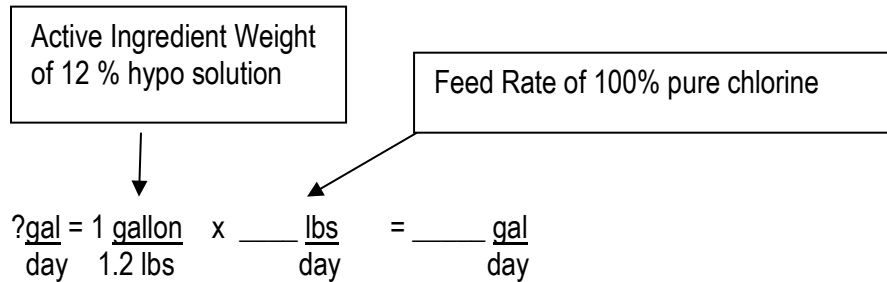 Active Ingredient Weight
of 12 % hypo solution
Feed Rate of 100% pure chlorine
?gal = 1 gallon x ____ lbs = _____ gal
day 1.2 lbs day day